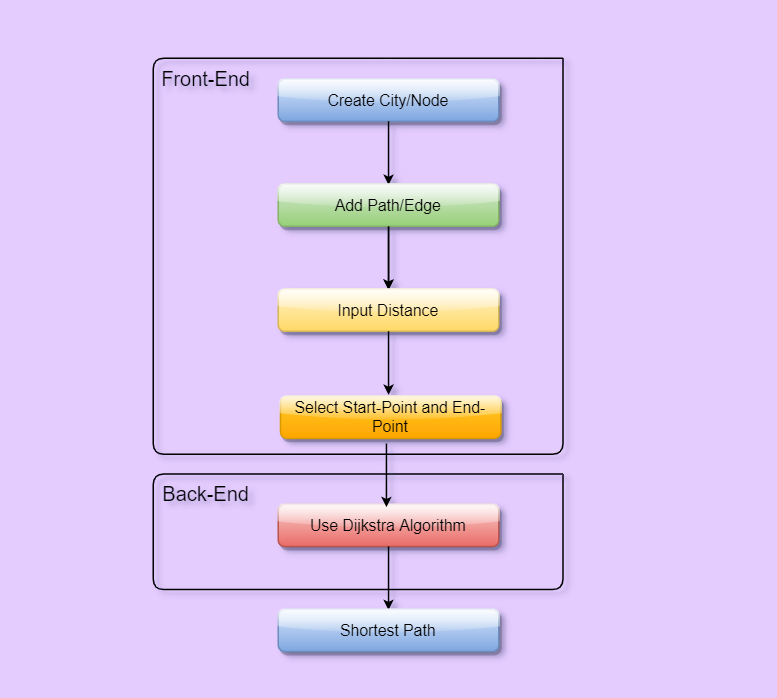 Front-End
Create City/Node
Add Path/Edge
Input Distance
Select Start-Point and End-
Point
Back-End
Use Dijkstra Algorithm
Shortest Path